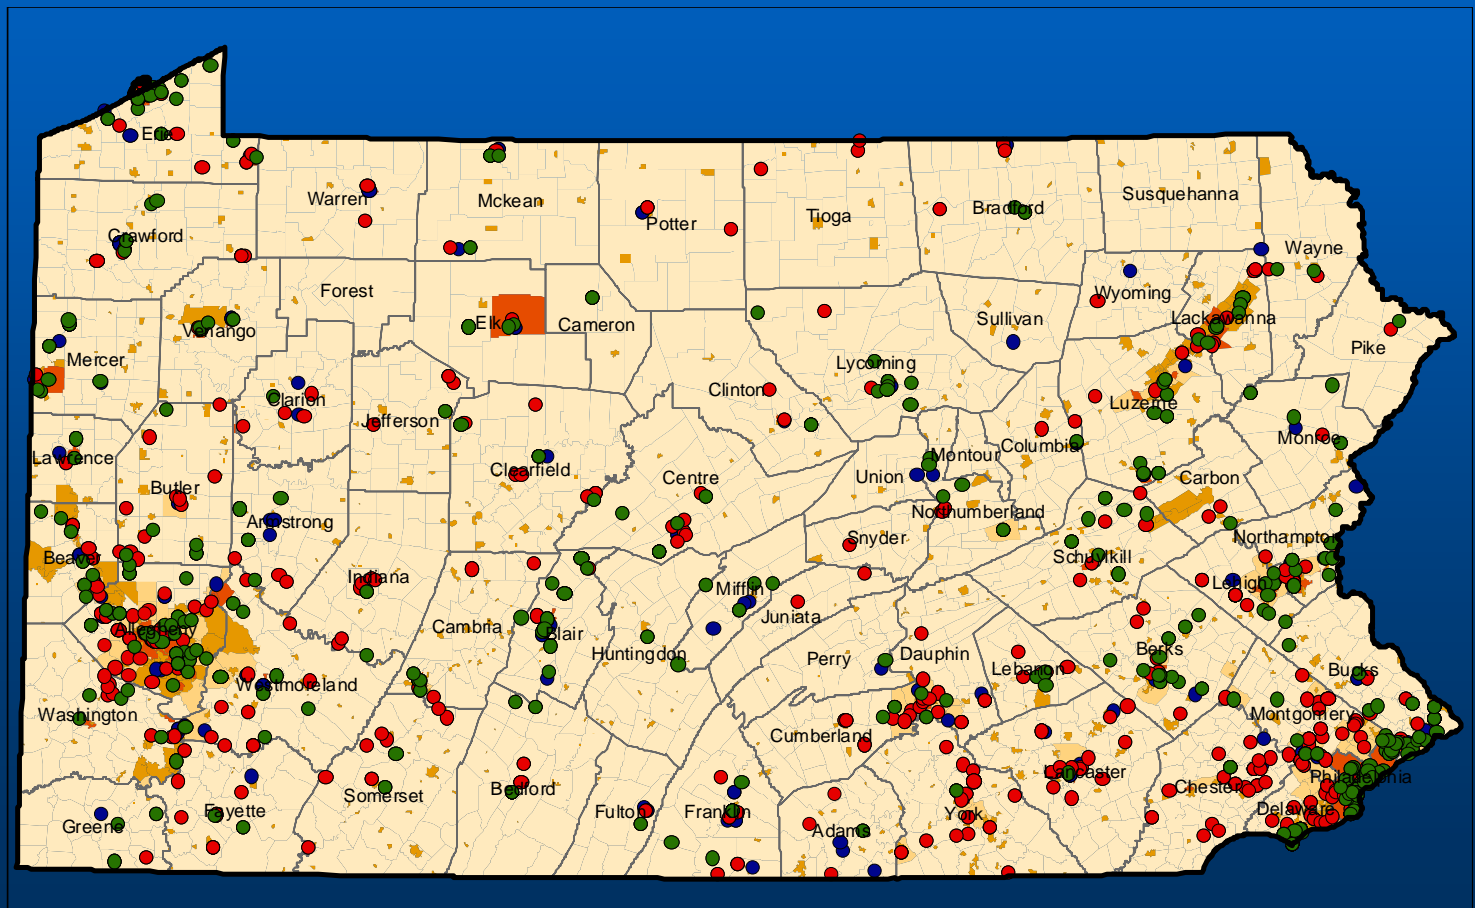 Erie
Warren
Mckean
Potter
Tioga
Bradford
Susquehanna
Wayne
Crawford
Forest
Elk
Cameron
Sullivan
Wyoming
Lackawanna
Venango
Mercer
Pike
Lycoming
Clinton
Clarion
Jefferson
Luzerne
Monroe
Columbia
Montour
Lawrence
Clearfield
Centre
Union
Carbon
Butler
Armstrong
Northumberland
Snyder
Northampton
Beaver
Schuylkill
Lehigh
Indiana
Mifflin
Juniata
Allegheny
Cambria
Blair
Huntingdon
Perry
Dauphin
Lebanon
Berks
Bucks
Westmoreland
Washington
Montgomery
Cumberland
Lancaster
Philadelphia
Bedford
Somerset
Chester
Fulton
Franklin
Delaware
York
Fayette
Greene
Adams